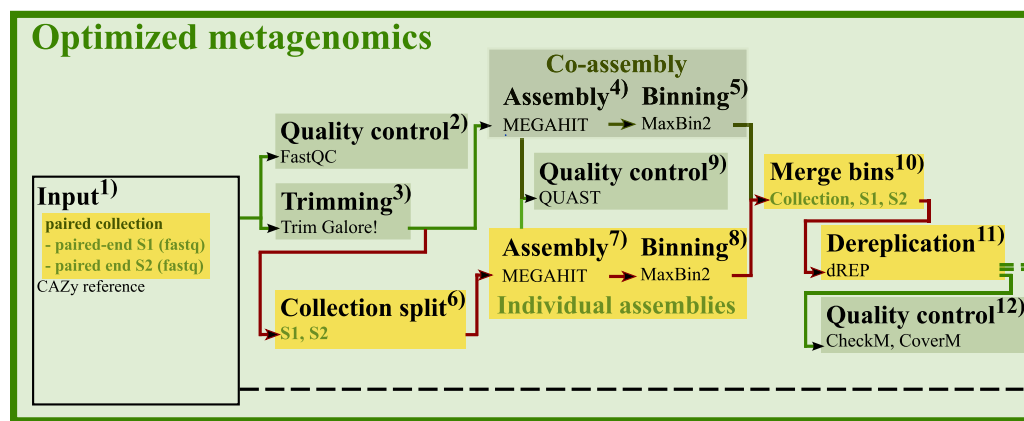 Optimized metagenomics
Input1)
paired collection
- paired-end S1 (fastq)
- paired end S2 (fastq)
CAZy reference
Quality control2)
FastQC
Trimming3)
Trim Galore!
Collection split6)
S1, S2
Co-assembly
Assembly4)
MEGAHIT
Binning5)
MaxBin2
Quality control9)
QUAST
Assembly7)
MEGAHIT
Binning8)
MaxBin2
Individual assemblies
Merge bins10)
Collection, S1, S2
Dereplication11)
dREP
Quality control12)
CheckM, CoverM